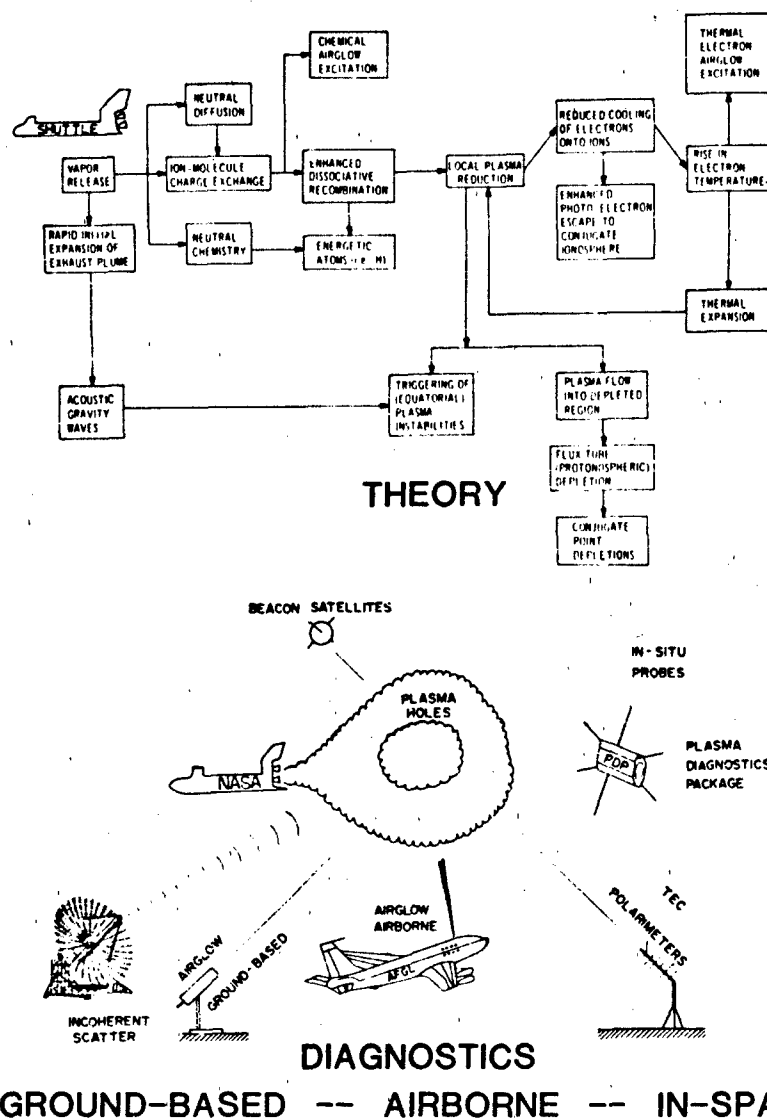 CHEMICAL
AIRGLOW
EXCITATION
THERMAL
ELECTRON
AIRGLOW
EXCITATION
SHUTTLE
NEUTRAL
DIFFUSION
REDUCED COOLING
OF ELECTRONS
ONTO IONS
VAPOR
RELEASE
ION-MOLECULE
CHARGE EXCHANGE
ENHANCED
DISSOCIATIVE
RECOMBINATION
LOCAL PLASMA
REDUCTION
RISE IN
ELECTRON
TEMPERATURE
RAPID INITIAL
EXPANSION OF
EXHAUST PLUME
NEUTRAL
CHEMISTRY
ENERGETIC
ATOMS (i.e. H)
ENHANCED
PHOTO ELECTRON
ESCAPE TO
CONJUGATE
IONOSPHERE
THERMAL
EXPANSION
ACOUSTIC
GRAVITY
WAVES
TRIGGERING OF
(EQUATORIAL)
PLASMA
INSTABILITIES
PLASMA FLOW
INTO DEPLETED
REGION
FLUX TUBE
(PROTONOSPHERIC)
DEPLETION
CONJUGATE
POINT
DEPLETIONS
THEORY
BEACON SATELLITES
IN-SITU
PROBES
PLASMA
HOLES
NASA
PDP
PLASMA
DIAGNOSTICS
PACKAGE
TEC
POLARIMETERS
AIRGLOW
AIRBORNE
AFGL
AIRGLOW
GROUND-BASED
INCOHERENT
SCATTER
DIAGNOSTICS
GROUND-BASED -- AIRBORNE -- IN-SPA